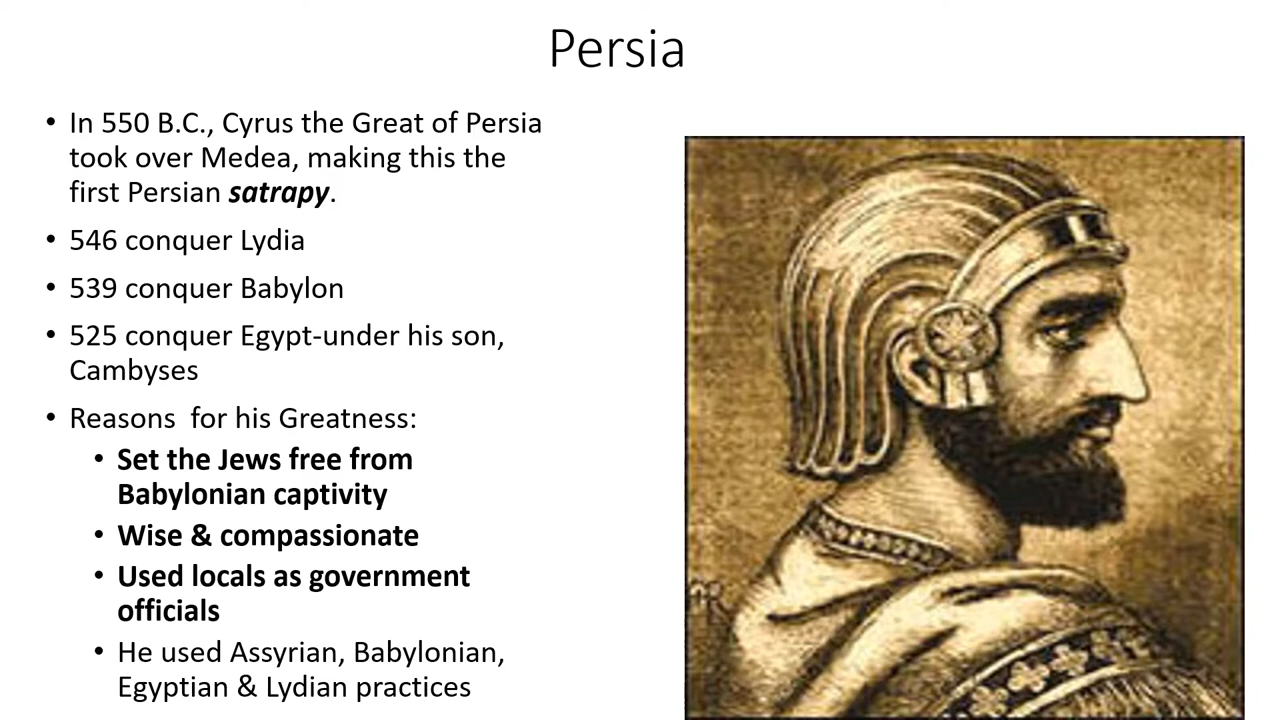 Persia
• In 550 B.C., Cyrus the Great of Persia
took over Medea, making this the
first Persian satrapy.
• 546 conquer Lydia
• 539 conquer Babylon
• 525 conquer Egypt-under his son,
Cambyses
• Reasons  for his Greatness:
• Set the Jews free from
Babylonian captivity
• Wise & compassionate
• Used locals as government
officials
• He used Assyrian, Babylonian,
Egyptian & Lydian practices